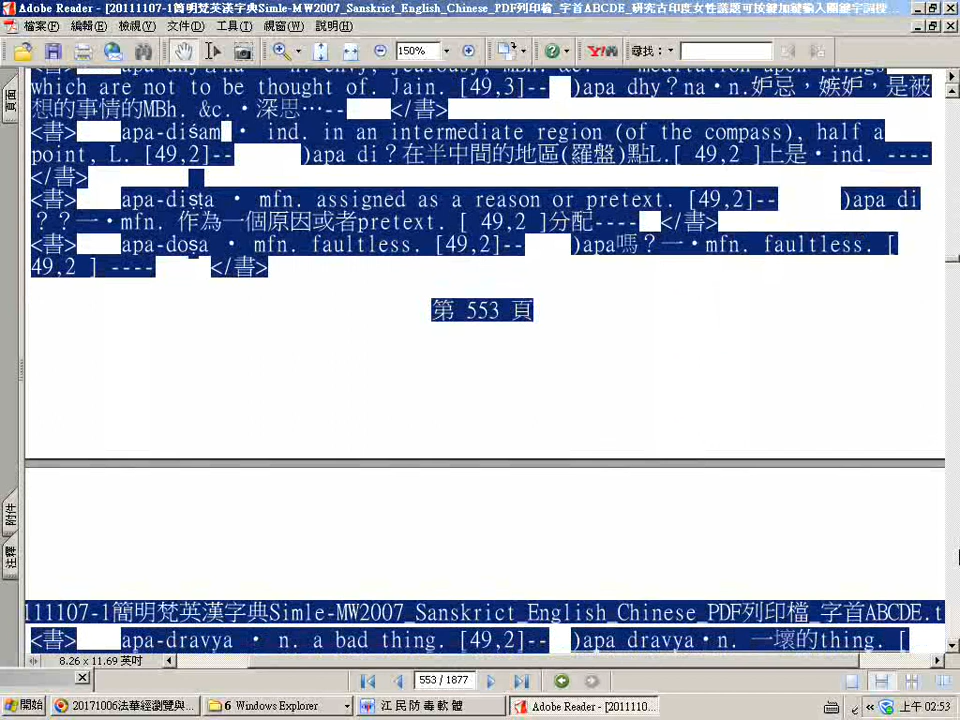 Adobe Reader - [20111107-1簡明梵英漢字典Simle-MW2007_Sanskrict_English_Chinese_PDF列印檔_字首ABCDE_研究古印度女性議題可按鍵加鍵輸入關鍵字詞搜
檔案(F) 編輯(E) 檢視(V) 文件(D) 工具(T) 視窗(W) 說明(H)
150% Y! 尋找：
頁面
which are not to be thought of. Jain. [49,3]-- )apa dhy?na‧n.妒忌，嫉妒，是被
想的事情的MBh. &c.‧深思…-- </書>
<書> apa-diśam ‧ ind. in an intermediate region (of the compass), half a
point, L. [49,2]-- )apa di？在半中間的地區(羅盤)點L.[ 49,2 ]上是‧ind. ----
</書>
<書> apa-diṣṭa ‧ mfn. assigned as a reason or pretext. [49,2]-- )apa di
？？一‧mfn. 作為一個原因或者pretext. [ 49,2 ]分配---- </書>
<書> apa-doṣa ‧ mfn. faultless. [49,2]-- )apa嗎？一‧mfn. faultless. [
49,2 ] ---- </書>
第 553 頁
附件
注釋
111107-1簡明梵英漢字典Simle-MW2007_Sanskrict_English_Chinese_PDF列印檔_字首ABCDE.t
<書> apa-dravya ‧ n. a bad thing. [49,2]-- )apa dravya‧n. 一壞的thing. [
8.26 x 11.69 英吋
553 / 1877
開始 20171006法華經瀏覽與... 6 Windows Explorer 江民防毒軟體 Adobe Reader - [2011110... 上午 02:53